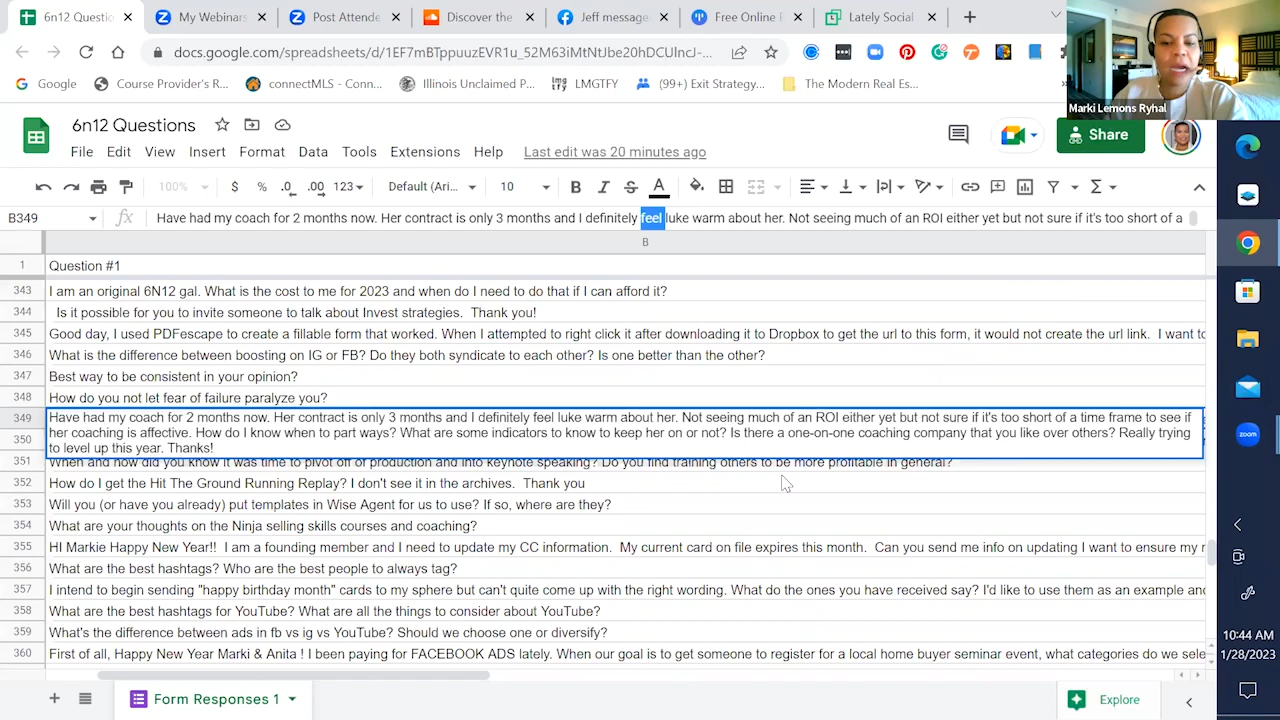 6n12 Questions
My Webinars
Post Attende
Discover the
Jeff message
Free Online
Lately Social
docs.google.com/spreadsheets/d/
Google
Course Provider's R...
connectMLS - Com...
Illinois Unclaime
LMGTFY
(99+) Exit Strategy...
The Modern Real Es...
Marki Lemons Ryhal
6n12 Questions
Share
File Edit View Insert Format Data Tools Extensions Help Last edit was 20 minutes ago
100% $ % .0 .00 123 Default (Ari... 10 B I S A
B349 fx Have had my coach for 2 months now. Her contract is only 3 months and I definitely feel luke warm about her. Not seeing much of an ROI either yet but not sure if it's too short of a
B
1 Question #1
343 I am an original 6N12 gal. What is the cost to me for 2023 and when do I need to do that if I can afford it?
344 Is it possible for you to invite someone to talk about Invest strategies. Thank you!
345 Good day, I used PDFescape to create a fillable form that worked. When I attempted to right click it after downloading it to Dropbox to get the url to this form, it would not create the url link. I want to
346 What is the difference between boosting on IG or FB? Do they both syndicate to each other? Is one better than the other?
347 Best way to be consistent in your opinion?
348 How do you not let fear of failure paralyze you?
349 Have had my coach for 2 months now. Her contract is only 3 months and I definitely feel luke warm about her. Not seeing much of an ROI either yet but not sure if it's too short of a time frame to see if
350 her coaching is affective. How do I know when to part ways? What are some indicators to know to keep her on or not? Is there a one-on-one coaching company that you like over others? Really trying
to level up this year. Thanks!
351 When and how did you know it was time to pivot off of production and into keynote speaking? Do you find training others to be more profitable in general?
352 How do I get the Hit The Ground Running Replay? I don't see it in the archives. Thank you
353 Will you (or have you already) put templates in Wise Agent for us to use? If so, where are they?
354 What are your thoughts on the Ninja selling skills courses and coaching?
355 HI Markie Happy New Year!! I am a founding member and I need to update my CC information. My current card on file expires this month. Can you send me info on updating I want to ensure my
356 What are the best hashtags? Who are the best people to always tag?
357 I intend to begin sending "happy birthday month" cards to my sphere but can't quite come up with the right wording. What do the ones you have received say? I'd like to use them as an example and
358 What are the best hashtags for YouTube? What are all the things to consider about YouTube?
359 What's the difference between ads in fb vs ig vs YouTube? Should we choose one or diversify?
360 First of all, Happy New Year Marki & Anita ! I been paying for FACEBOOK ADS lately. When our goal is to get someone to register for a local home buyer seminar event, what categories do we
Form Responses 1
Explore
zoom
10:44 AM
1/28/2023